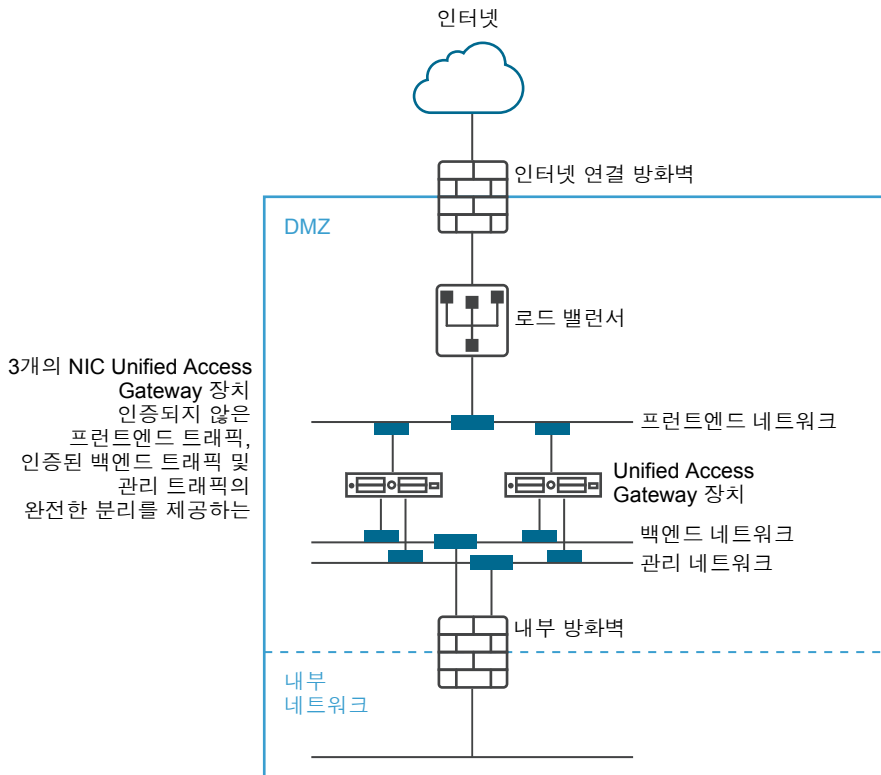 인터넷
인터넷 연결 방화벽
DMZ
로드 밸런서
3개의 NIC Unified Access
Gateway 장치
인증되지 않은
프런트엔드 트래픽,
인증된 백엔드 트래픽 및
관리 트래픽의
완전한 분리를 제공하는
프런트엔드 네트워크
Unified Access
Gateway 장치
백엔드 네트워크
관리 네트워크
내부 방화벽
내부
네트워크